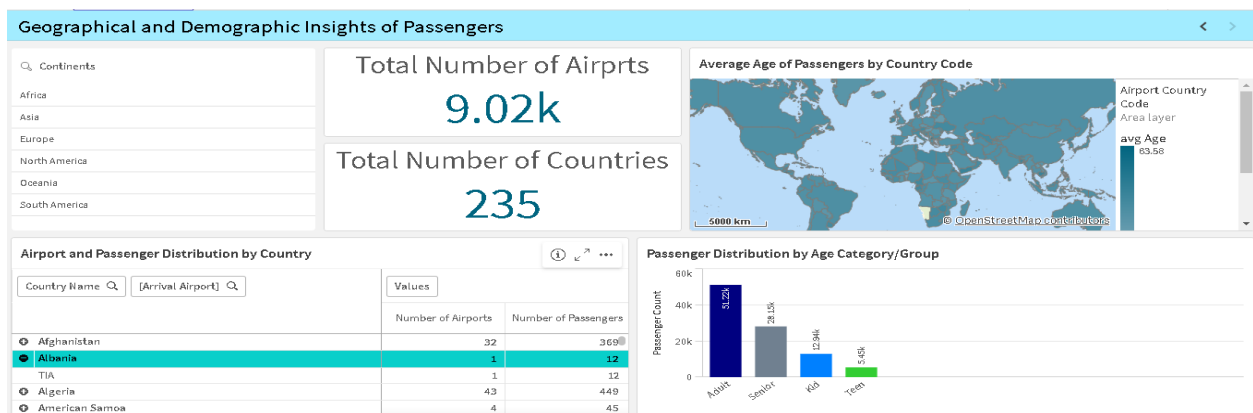 Geographical and Demographic Insights of Passengers
Continents
Africa
Asia
Europe
North America
Oceania
South America
Total Number of Airprts
9.02k
Total Number of Countries
235
Average Age of Passengers by Country Code
5000 km
© OpenStreetMap contributors
Airport Country
Code
Area layer
avg Age
63.58
Airport and Passenger Distribution by Country
Country Name [Arrival Airport] Values
Number of Airports Number of Passengers
Afghanistan 32 369
Albania 1 12
TIA 1 12
Algeria 43 449
American Samoa 4 45
Passenger Distribution by Age Category/Group
Passenger Count
60k
40k
20k
0
51.22k
28.15k
12.94k
5.45k
Adult
Senior
Kid
Teen